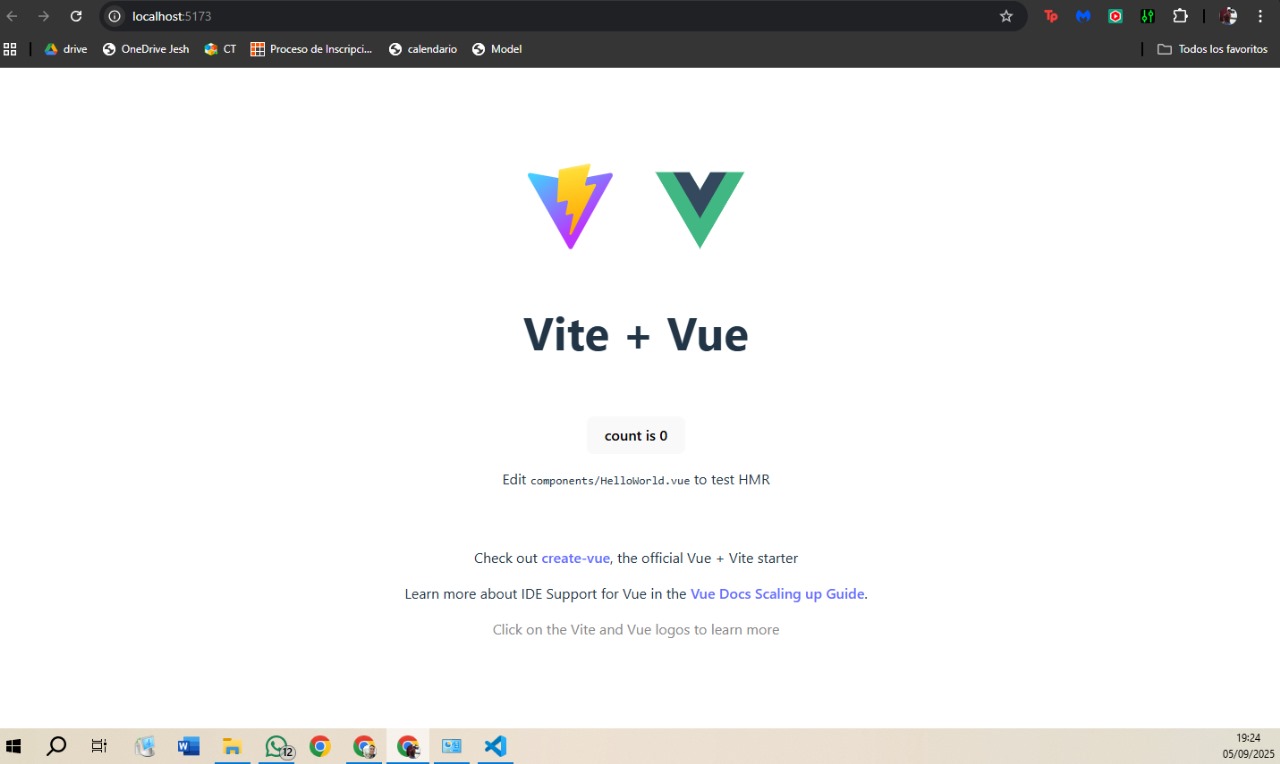 localhost:5173
drive
OneDrive Jesh
CT
Proceso de Inscripci...
calendario
Model
Todos los favoritos
Vite + Vue
count is 0
Edit components/HelloWorld.vue to test HMR
Check out create-vue, the official Vue + Vite starter
Learn more about IDE Support for Vue in the Vue Docs Scaling up Guide.
Click on the Vite and Vue logos to learn more
12
19:24
05/09/2025